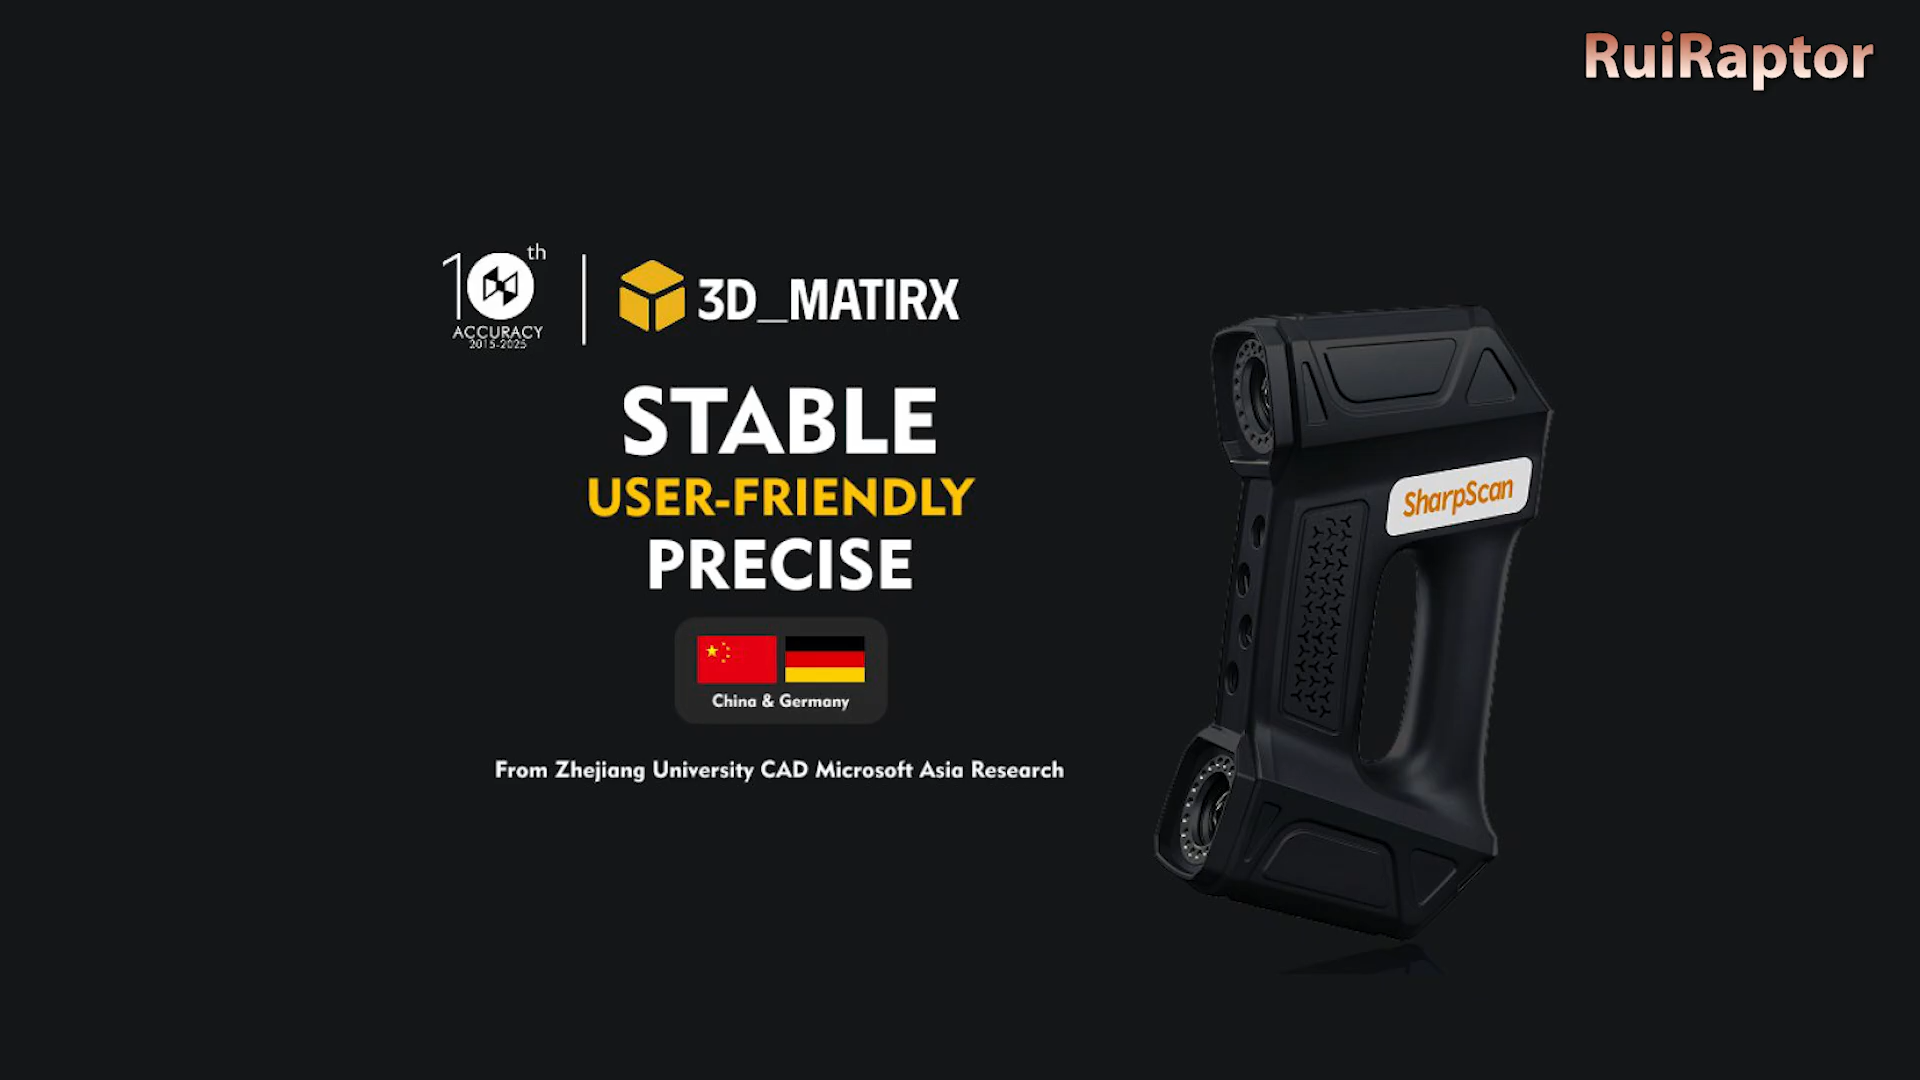 RuiRaptor
10th
ACCURACY
2015-2025
3D_MATIRX
STABLE
USER-FRIENDLY
PRECISE
China & Germany
From Zhejiang University CAD Microsoft Asia Research
SharpScan